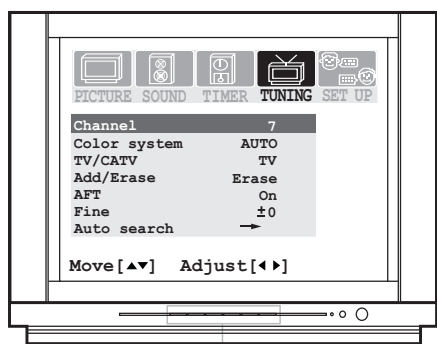 PICTURE SOUND TIMER TUNING SET UP
Channel 7
Color system AUTO
TV/CATV TV
Add/Erase Erase
AFT On
Fine ±0
Auto search →
Move[▲▼] Adjust[◀ ▶]